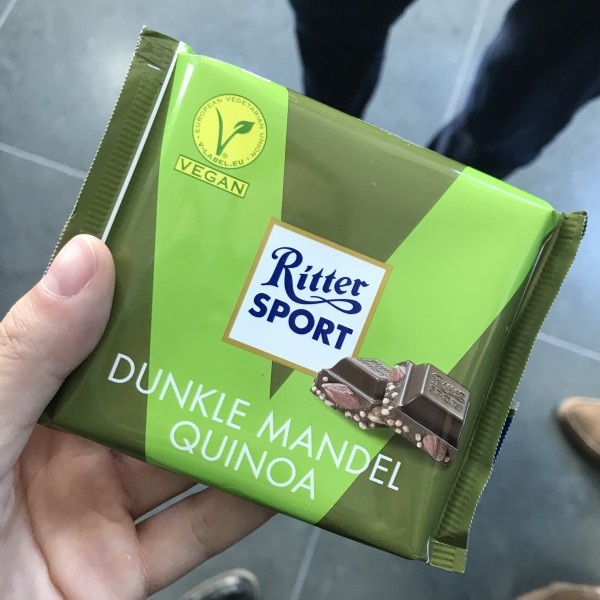 EUROPEAN VEGETARIAN UNION
V-LABEL.EU
VEGAN
Ritter
SPORT
DUNKLE MANDEL
QUINOA